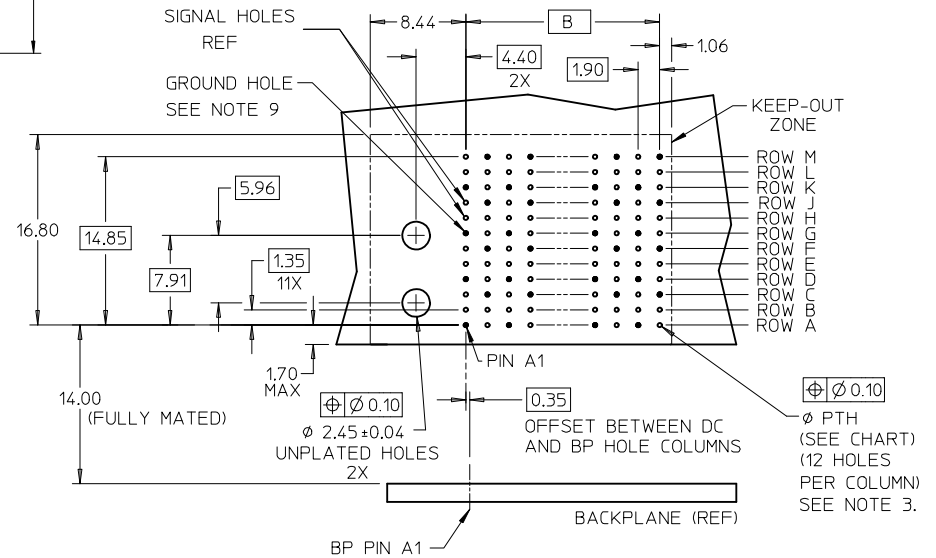 SIGNAL HOLES
REF
8.44
B
1.06
4.40
2X
1.90
GROUND HOLE
SEE NOTE 9
KEEP-OUT
ZONE
ROW M
ROW L
ROW K
ROW J
ROW H
ROW G
ROW F
ROW E
ROW D
ROW C
ROW B
ROW A
5.96
16.80
14.85
7.91
1.35
11X
PIN A1
1.70
MAX
14.00
(FULLY MATED)
⌖ Ø 0.10
Ø 2.45±0.04
UNPLATED HOLES
2X
0.35
OFFSET BETWEEN DC
AND BP HOLE COLUMNS
⌖ Ø 0.10
Ø PTH
(SEE CHART)
(12 HOLES
PER COLUMN)
SEE NOTE 3.
BACKPLANE (REF)
BP PIN A1